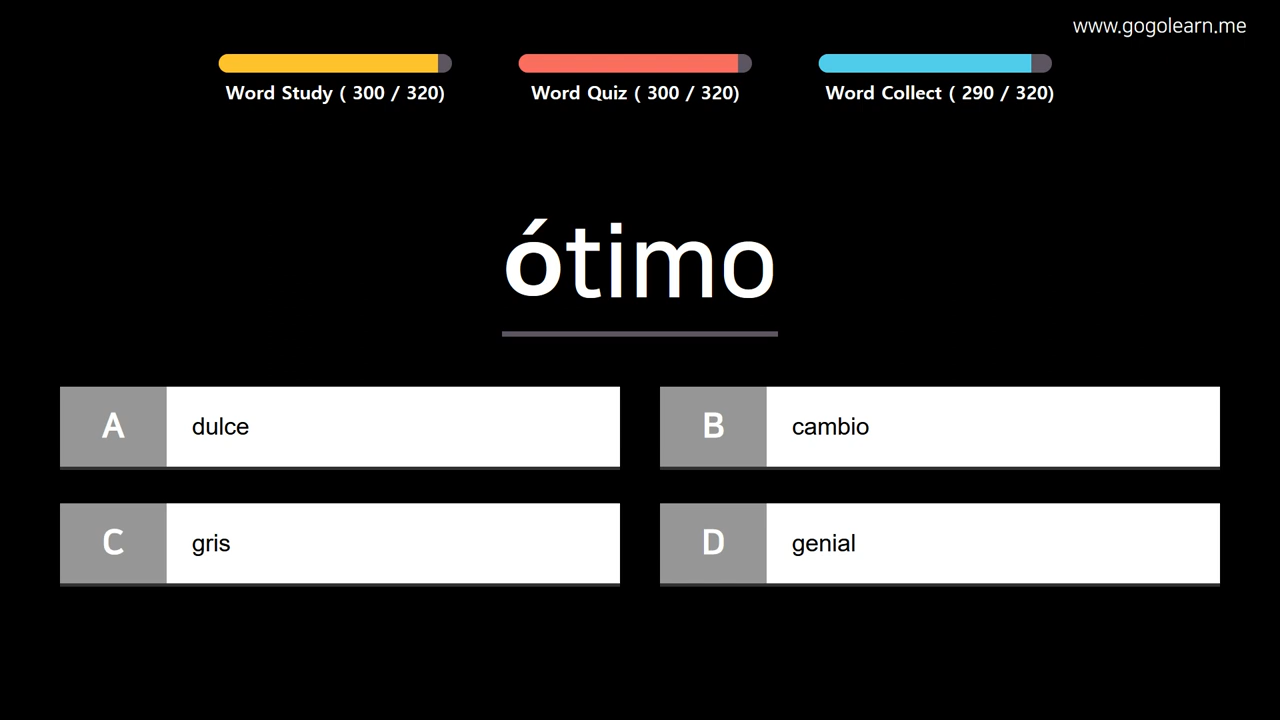 www.gogolearn.me
Word Study ( 300 / 320)
Word Quiz ( 300 / 320)
Word Collect ( 290 / 320)
ótimo
A dulce
B cambio
C gris
D genial